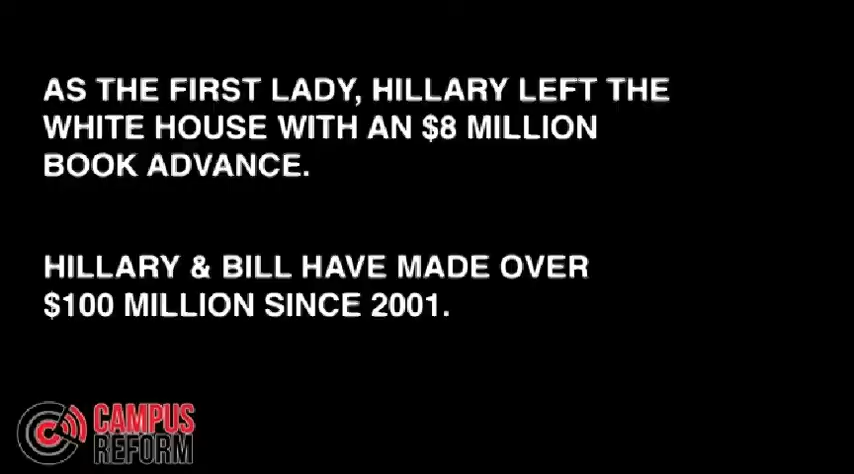 AS THE FIRST LADY, HILLARY LEFT THE
WHITE HOUSE WITH AN $8 MILLION
BOOK ADVANCE.
HILLARY & BILL HAVE MADE OVER
$100 MILLION SINCE 2001.
CAMPUS
REFORM